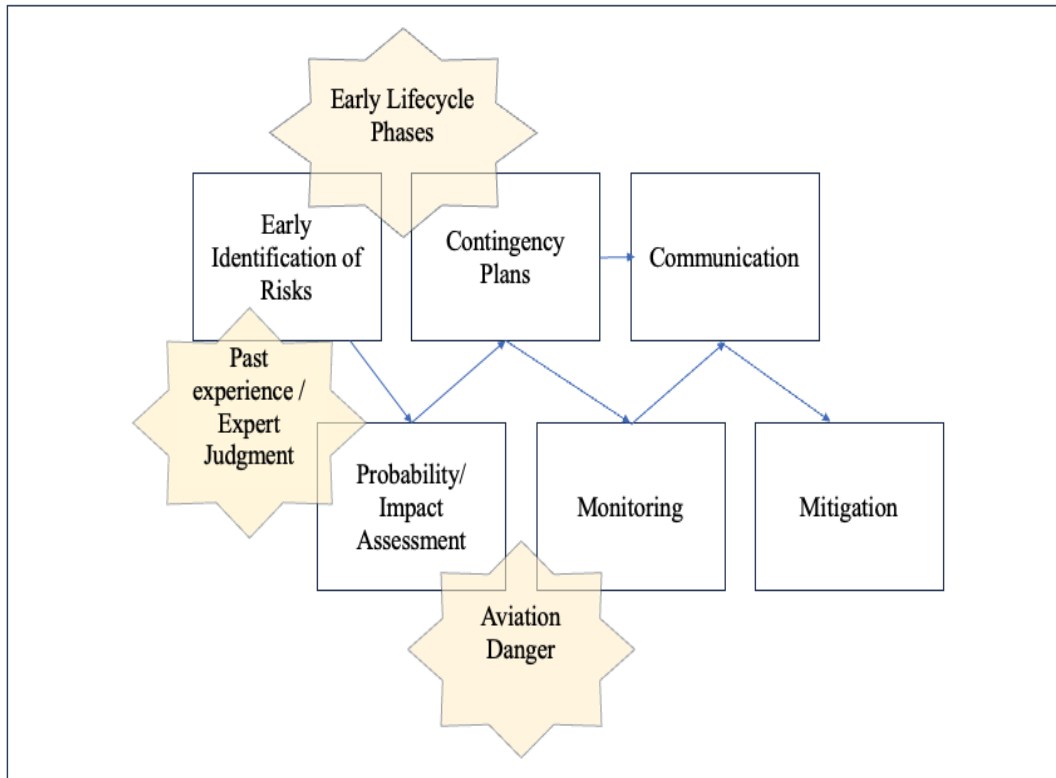 Early Lifecycle
Phases
Early
Identification of
Risks
Contingency
Plans
Communication
Past
experience /
Expert
Judgment
Probability/
Impact
Assessment
Monitoring
Mitigation
Aviation
Danger